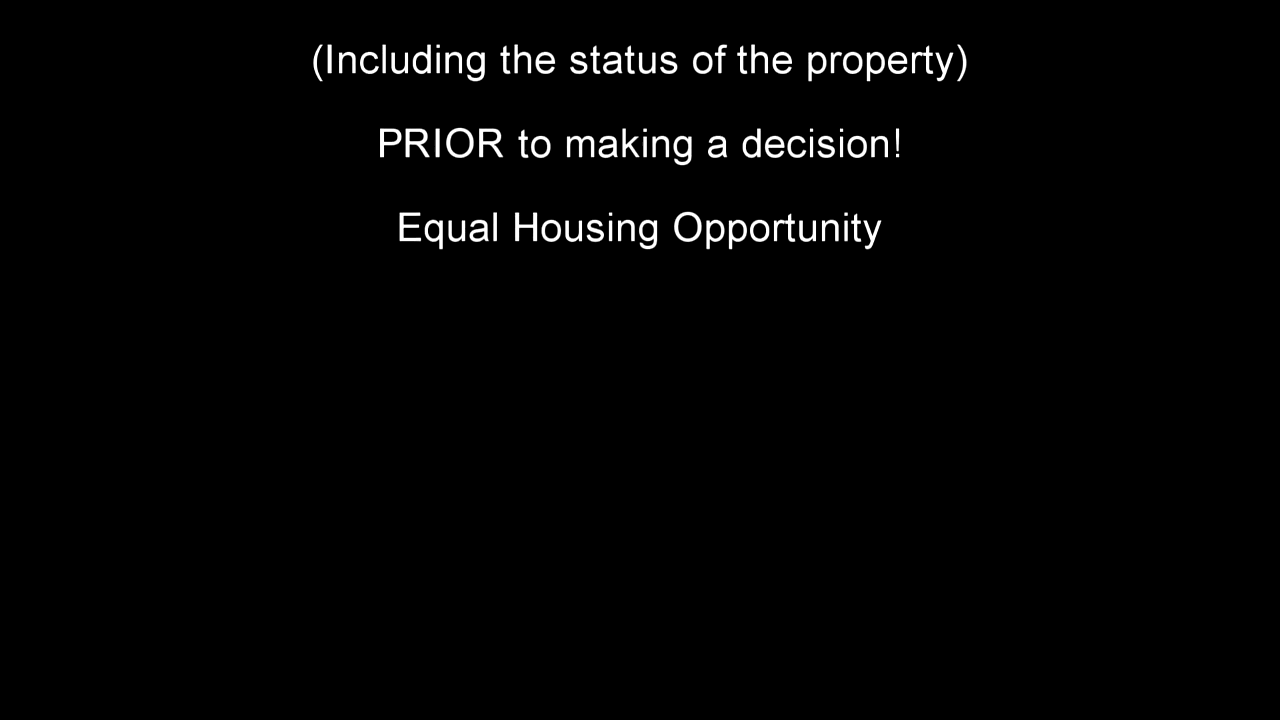 (Including the status of the property)
PRIOR to making a decision!
Equal Housing Opportunity